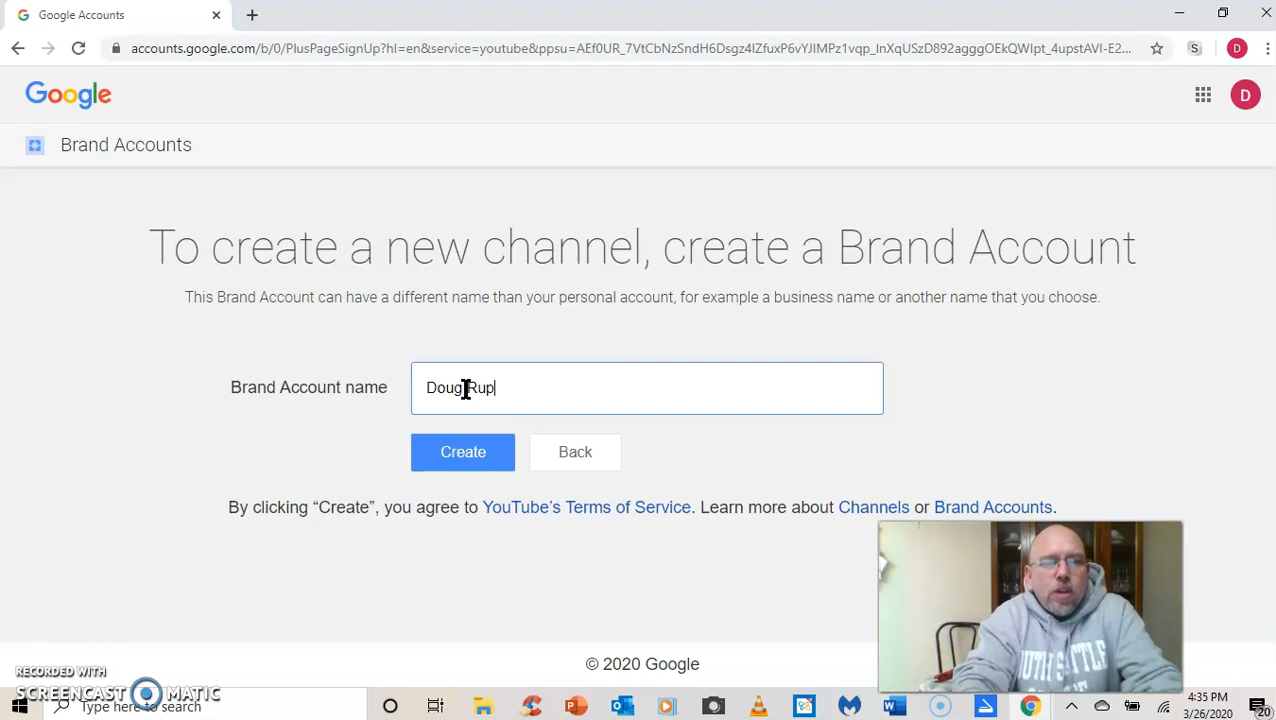 Google Accounts
accounts.google.com/b/0/PlusPageSignUp?hl=en&service=youtube&ppsu=AEf0UR_7VtCbNzSndH6Dsgz4IZfuxP6vYJIMPz1vqp_InXqUSzD892agggOEkQWIpt_4upstAVI-E2...
D
Google
D
Brand Accounts
To create a new channel, create a Brand Account
This Brand Account can have a different name than your personal account, for example a business name or another name that you choose.
Brand Account name
Doug Rup
Create
Back
By clicking “Create”, you agree to YouTube's Terms of Service. Learn more about Channels or Brand Accounts.
© 2020 Google
RECORDED WITH
SCREENCAST MATIC
Type here to search
4:35 PM
3/26/2020
20